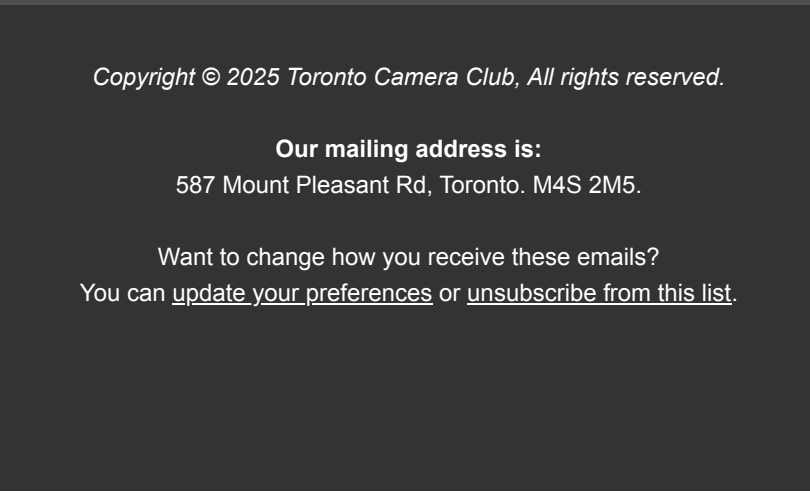 Copyright © 2025 Toronto Camera Club, All rights reserved.
Our mailing address is:
587 Mount Pleasant Rd, Toronto. M4S 2M5.
Want to change how you receive these emails?
You can update your preferences or unsubscribe from this list.